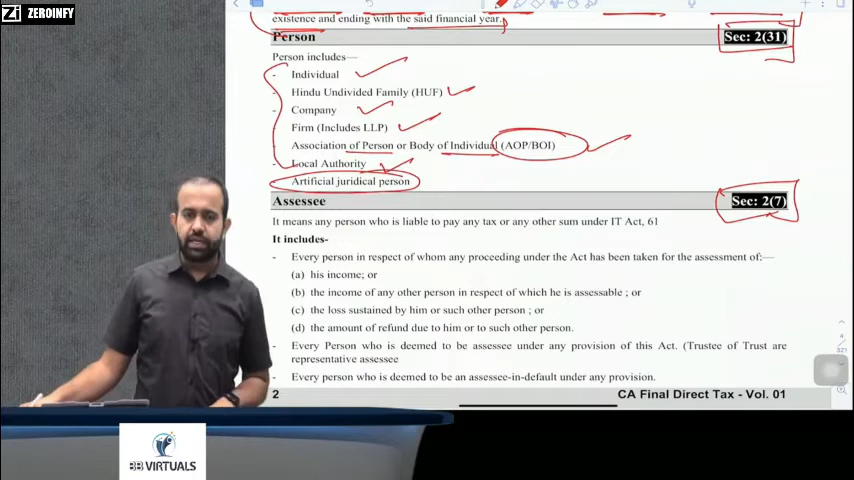 Zi ZEROINFY
existence and ending with the said financial year.
Person Sec: 2(31)
Person includes—
- Individual
- Hindu Undivided Family (HUF)
- Company
Firm (Includes LLP)
Association of Person or Body of Individual (AOP/BOI)
- Local Authority
Artificial juridical person
Assessee Sec: 2(7)
It means any person who is liable to pay any tax or any other sum under IT Act, 61
It includes-
- Every person in respect of whom any proceeding under the Act has been taken for the assessment of:—
(a) his income; or
(b) the income of any other person in respect of which he is assessable ; or
(c) the loss sustained by him or such other person ; or
(d) the amount of refund due to him or to such other person.
- Every Person who is deemed to be assessee under any provision of this Act. (Trustee of Trust are
representative assessee
- Every person who is deemed to be an assessee-in-default under any provision.
2 CA Final Direct Tax - Vol. 01
BB VIRTUALS